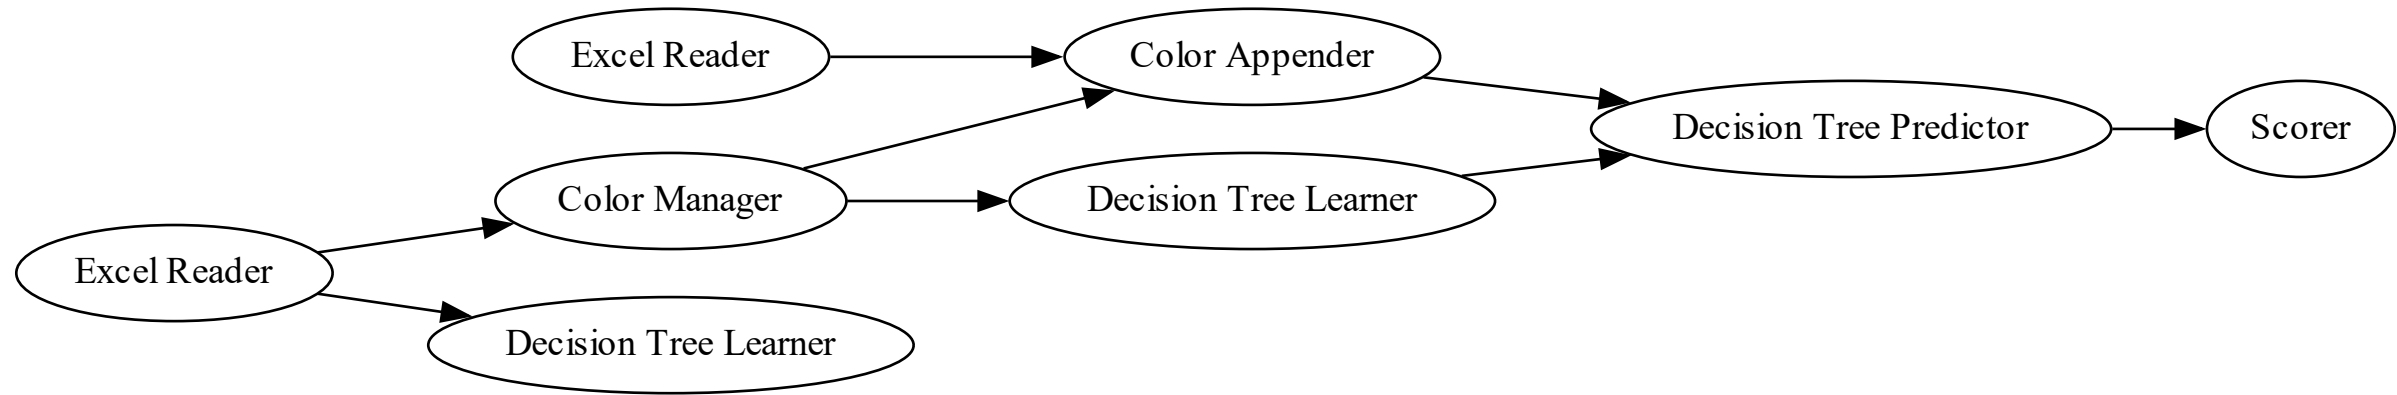 Excel Reader
Color Appender
Decision Tree Predictor
Scorer
Color Manager
Decision Tree Learner
Excel Reader
Decision Tree Learner